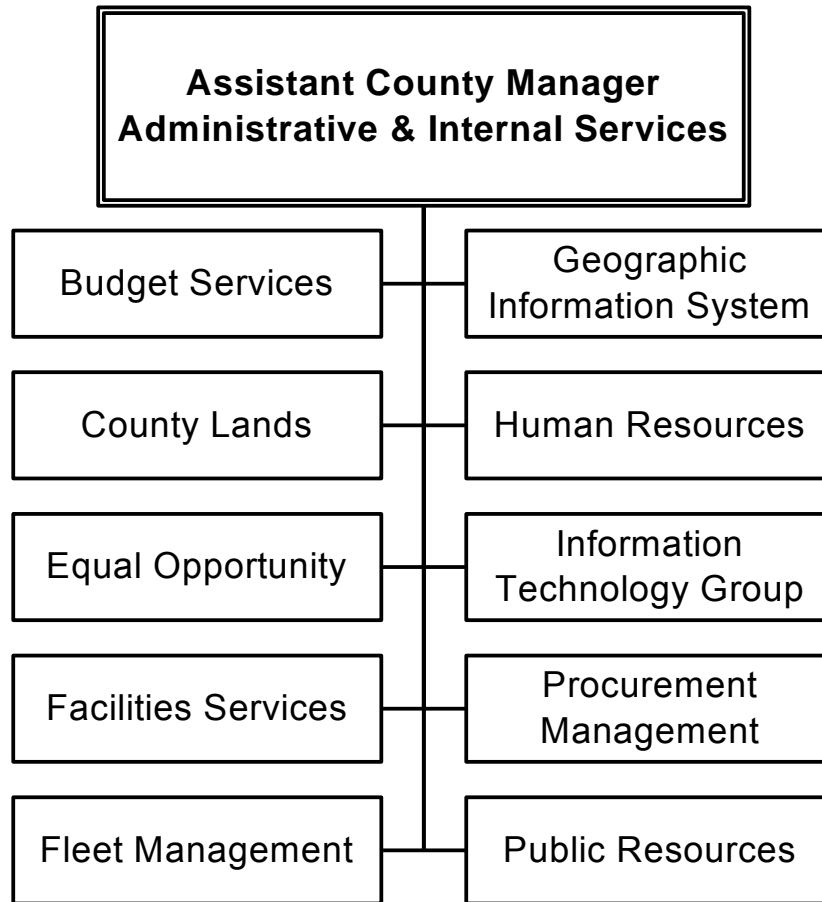 Assistant County Manager
Administrative & Internal Services
Budget Services
Geographic
Information System
County Lands
Human Resources
Equal Opportunity
Information
Technology Group
Facilities Services
Procurement
Management
Fleet Management
Public Resources